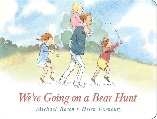 We're Going on a Bear Hunt
Michael Rosen Helen Oxenbury